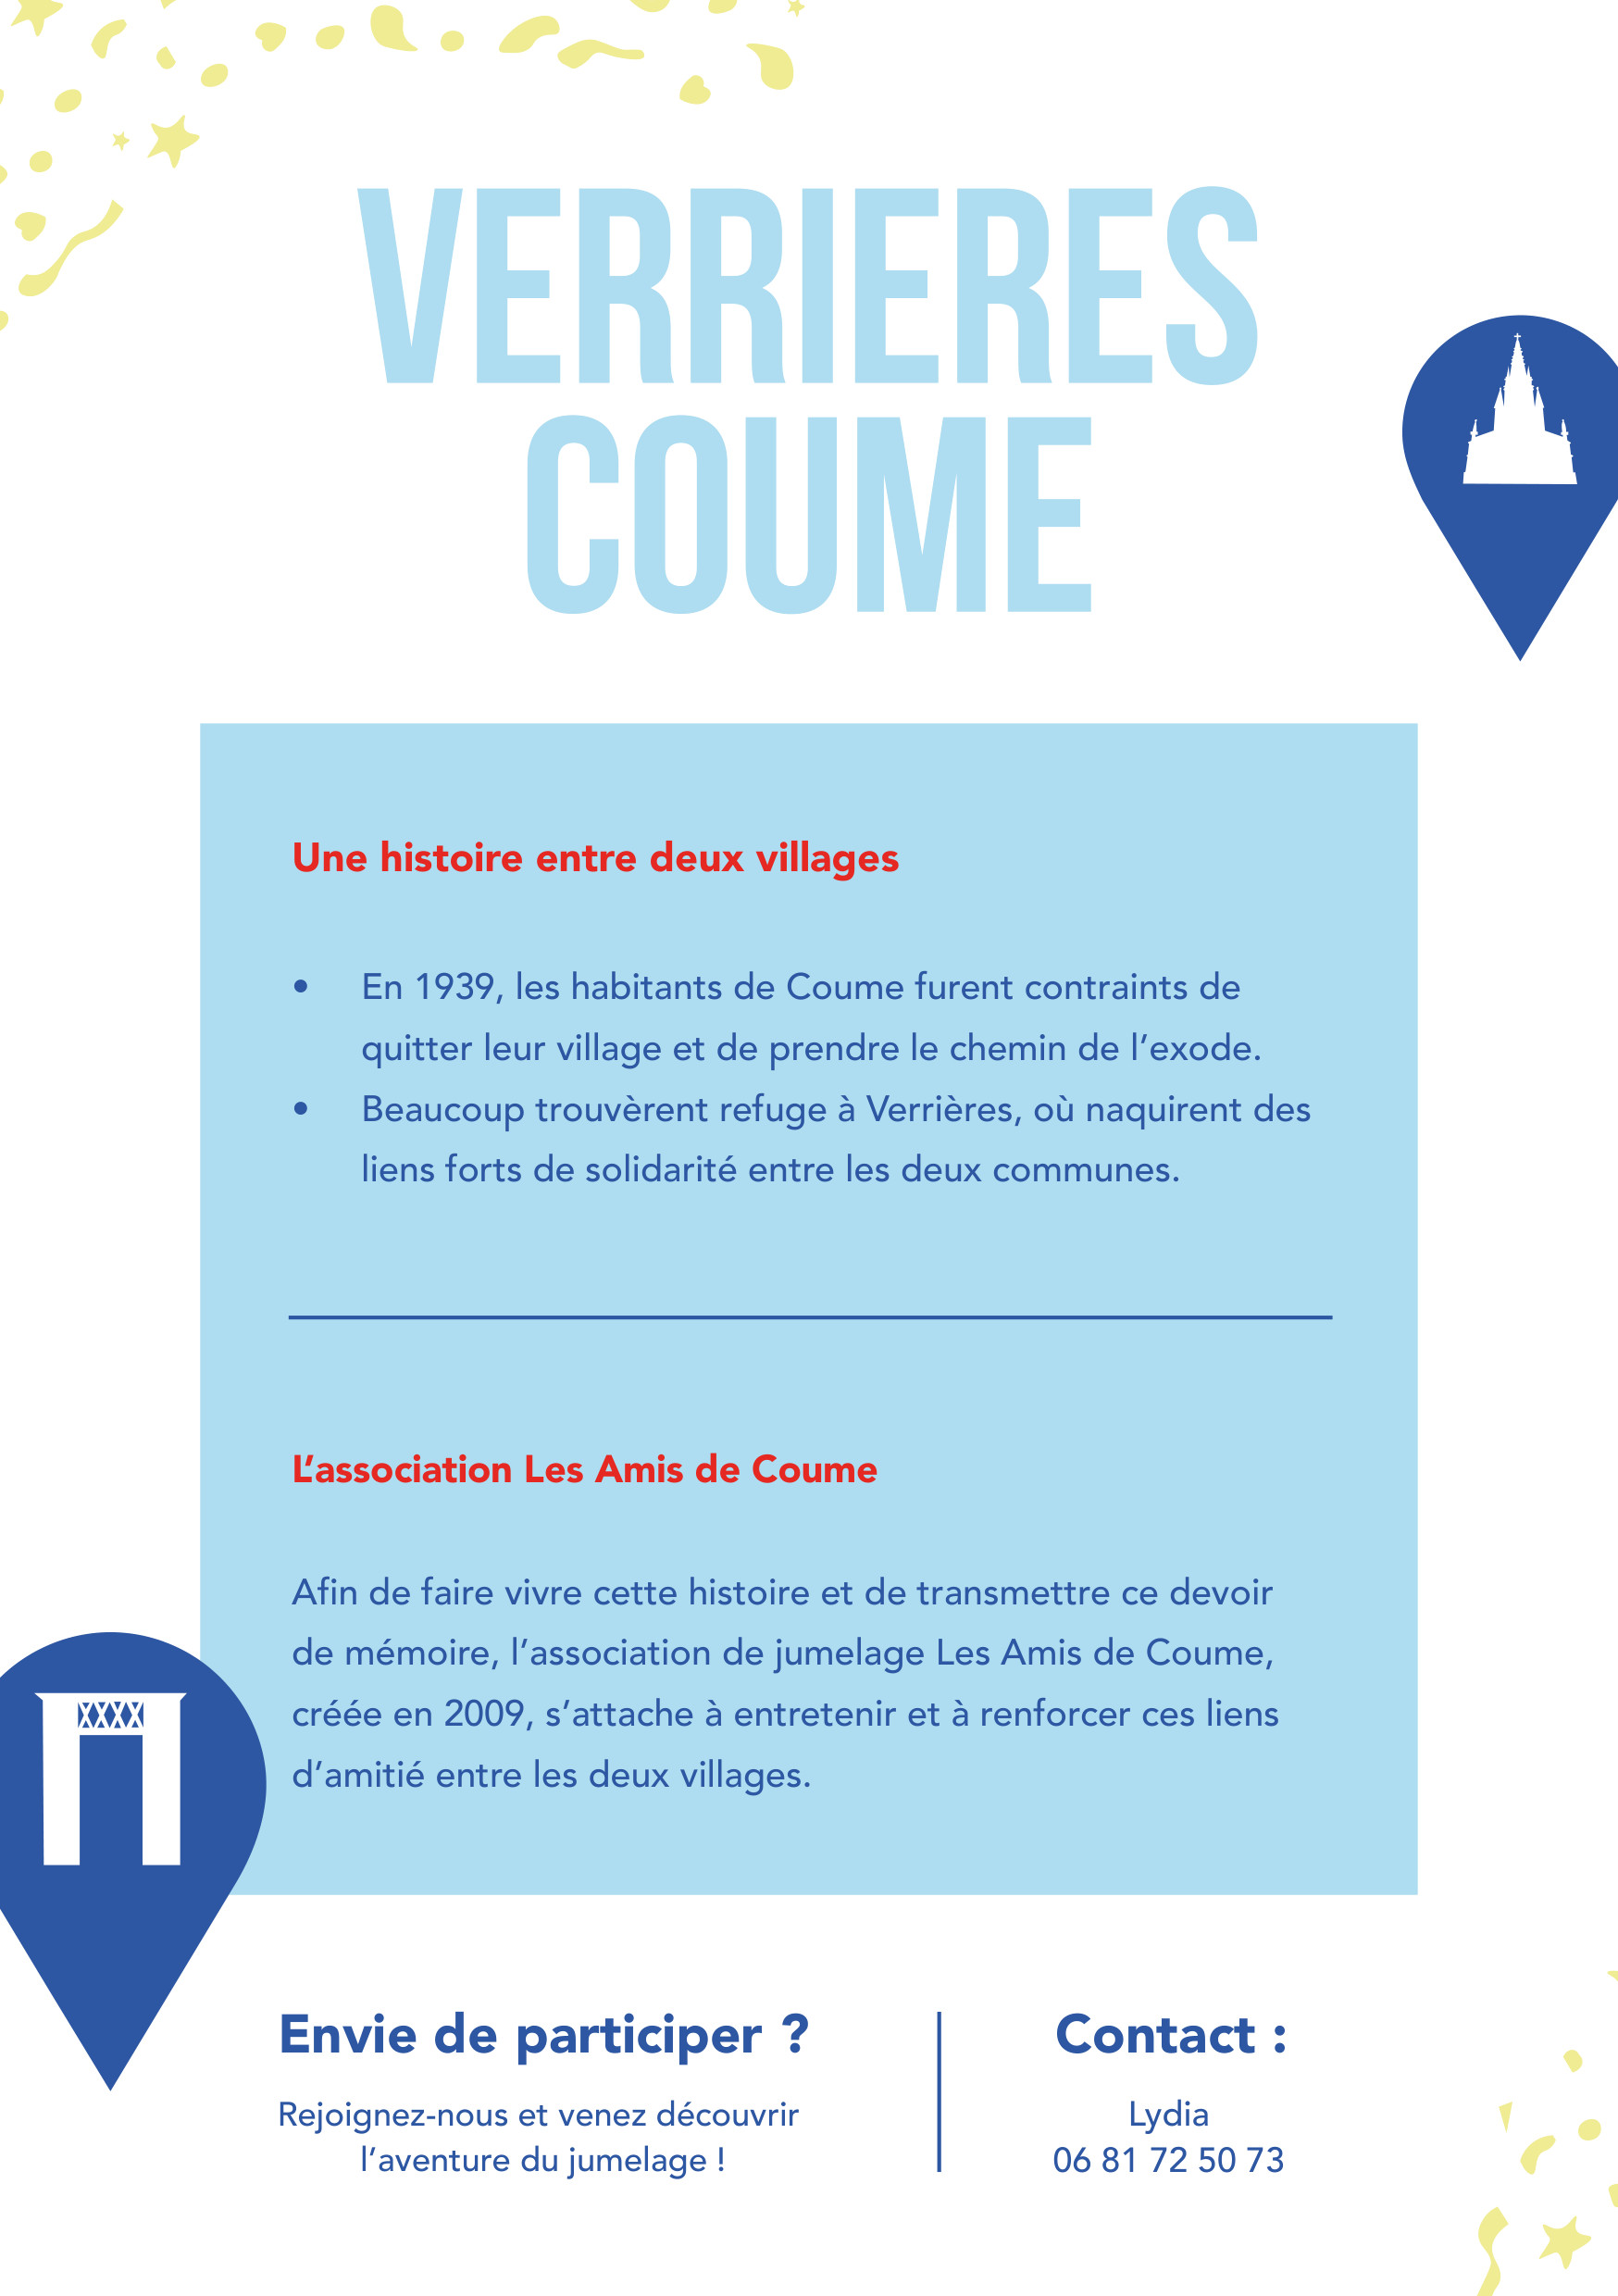 VERRIERES
COUME
Une histoire entre deux villages
• En 1939, les habitants de Coume furent contraints de
quitter leur village et de prendre le chemin de l’exode.
• Beaucoup trouvèrent refuge à Verrières, où naquirent des
liens forts de solidarité entre les deux communes.
L’association Les Amis de Coume
Afin de faire vivre cette histoire et de transmettre ce devoir
de mémoire, l’association de jumelage Les Amis de Coume,
créée en 2009, s’attache à entretenir et à renforcer ces liens
d’amitié entre les deux villages.
Envie de participer ?
Rejoignez-nous et venez découvrir
l’aventure du jumelage !
Contact :
Lydia
06 81 72 50 73